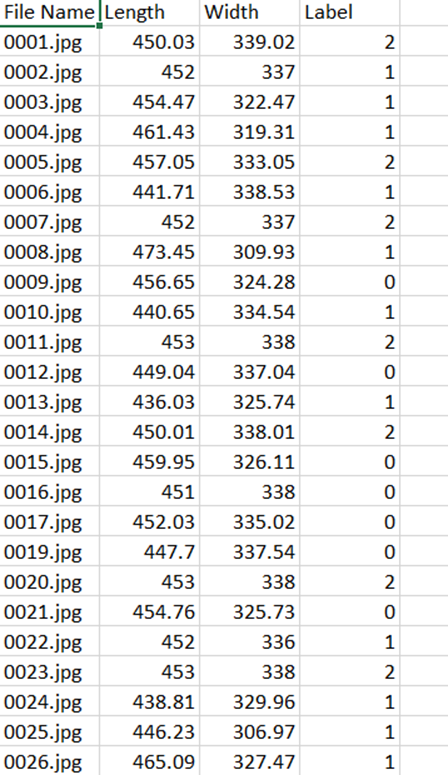 File Name Length Width Label
0001.jpg 450.03 339.02 2
0002.jpg 452 337 1
0003.jpg 454.47 322.47 1
0004.jpg 461.43 319.31 1
0005.jpg 457.05 333.05 2
0006.jpg 441.71 338.53 1
0007.jpg 452 337 2
0008.jpg 473.45 309.93 1
0009.jpg 456.65 324.28 0
0010.jpg 440.65 334.54 1
0011.jpg 453 338 2
0012.jpg 449.04 337.04 0
0013.jpg 436.03 325.74 1
0014.jpg 450.01 338.01 2
0015.jpg 459.95 326.11 0
0016.jpg 451 338 0
0017.jpg 452.03 335.02 0
0019.jpg 447.7 337.54 0
0020.jpg 453 338 2
0021.jpg 454.76 325.73 0
0022.jpg 452 336 1
0023.jpg 453 338 2
0024.jpg 438.81 329.96 1
0025.jpg 446.23 306.97 1
0026.jpg 465.09 327.47 1